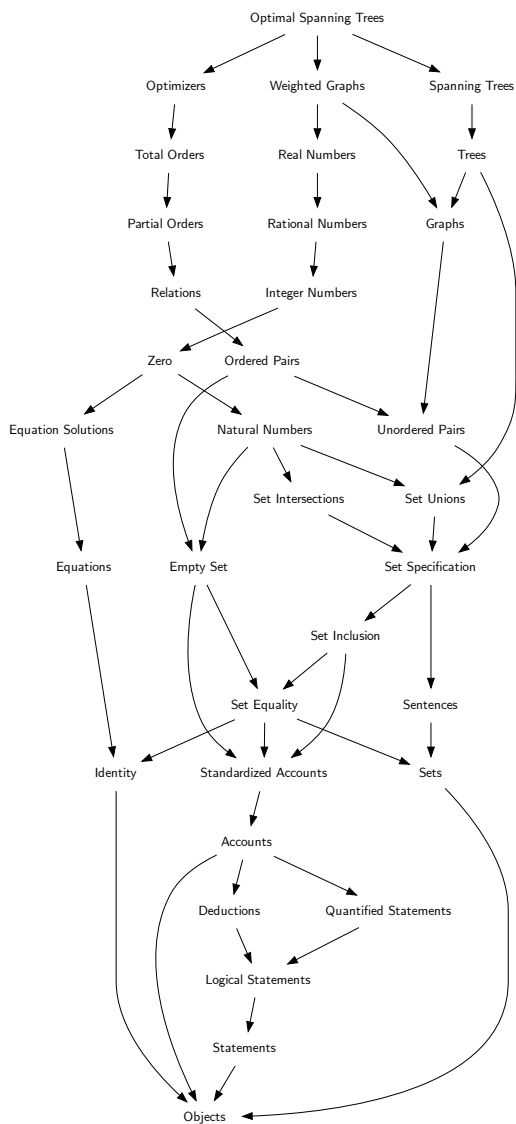 Optimal Spanning Trees
Optimizers
Weighted Graphs
Spanning Trees
Total Orders
Real Numbers
Trees
Partial Orders
Rational Numbers
Graphs
Relations
Integer Numbers
Zero
Ordered Pairs
Equation Solutions
Natural Numbers
Unordered Pairs
Set Intersections
Set Unions
Equations
Empty Set
Set Specification
Set Inclusion
Set Equality
Sentences
Identity
Standardized Accounts
Sets
Accounts
Deductions
Quantified Statements
Logical Statements
Statements
Objects